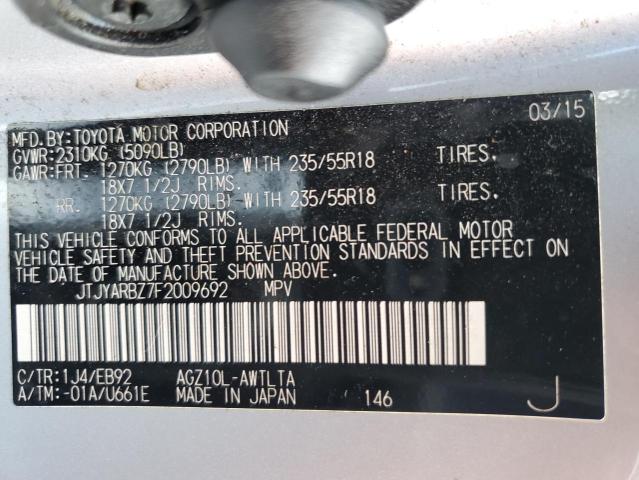 03/15
MFD.BY:TOYOTA MOTOR CORPORATION
GVWR:2310KG (5090LB)
GAWR:FRT. 1270KG (2790LB) WITH 235/55R18 TIRES.
18X7 1/2J RIMS.
RR. 1270KG (2790LB) WITH 235/55R18 TIRES.
18X7 1/2J RIMS.
THIS VEHICLE CONFORMS TO ALL APPLICABLE FEDERAL MOTOR
VEHICLE SAFETY AND THEFT PREVENTION STANDARDS IN EFFECT ON
THE DATE OF MANUFACTURE SHOWN ABOVE.
JTJYARBZ7F2009692 MPV
C/TR:1J4/EB92 AGZ10L-AWTLTA
A/TM:-01A/U661E MADE IN JAPAN 146 J